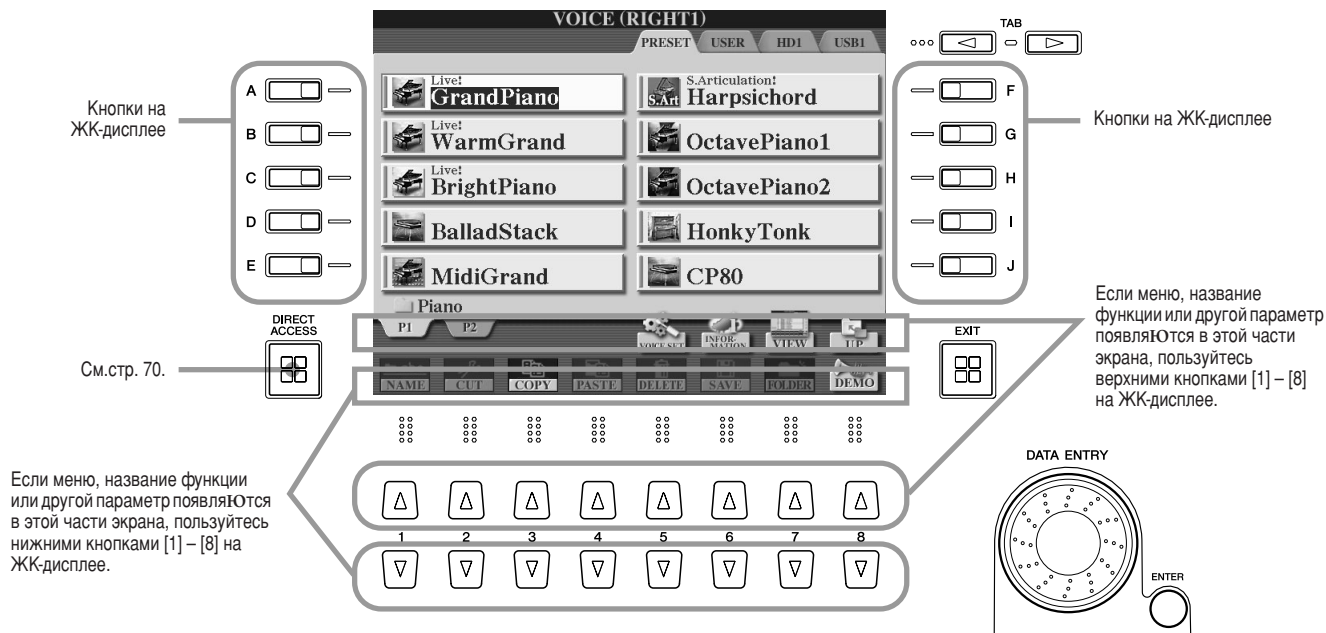 VOICE (RIGHT1)
PRESET USER HD1 USB1
TAB
Кнопки на
ЖК-дисплее
A
B
C
D
E
Live!
GrandPiano
Live!
WarmGrand
Live!
BrightPiano
BalladStack
MidiGrand
S.Art
S.Articulation!
Harpsichord
OctavePiano1
OctavePiano2
HonkyTonk
CP80
F
G
H
I
J
Кнопки на ЖК-дисплее
Piano
P1 P2
VOICE SET
INFOR-
MATION
VIEW
UP
NAME CUT COPY PASTE DELETE SAVE FOLDER DEMO
DIRECT
ACCESS
См.стр. 70.
EXIT
Если меню, название
функции или другой параметр
появляЮтся в этой части
экрана, пользуйтесь
верхними кнопками [1] – [8]
на ЖК-дисплее.
Если меню, название функции
или другой параметр появляЮтся
в этой части экрана, пользуйтесь
нижними кнопками [1] – [8] на
ЖК-дисплее.
1 2 3 4 5 6 7 8
DATA ENTRY
ENTER